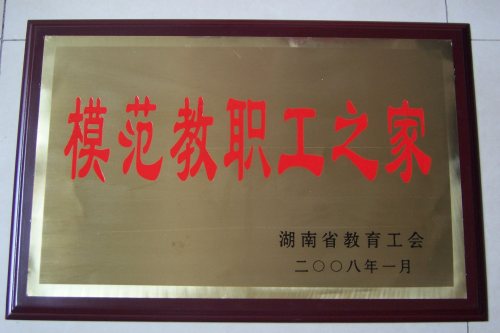 模范教职工之家
湖南省教育工会
二〇〇八年一月